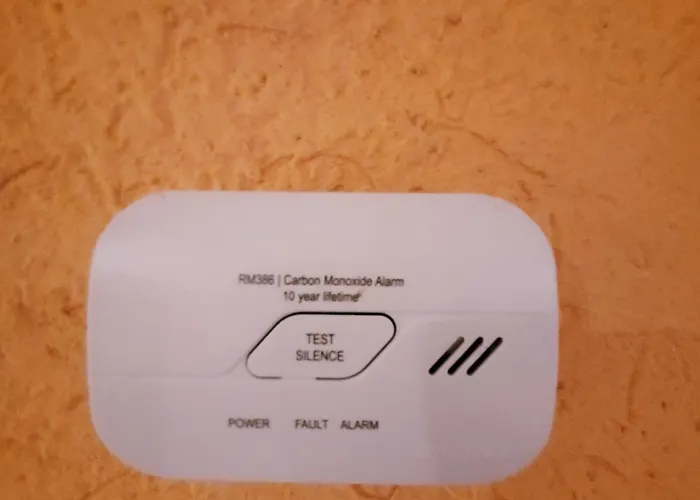 RM386 | Carbon Monoxide Alarm
10 year lifetime
TEST
SILENCE
POWER FAULT ALARM